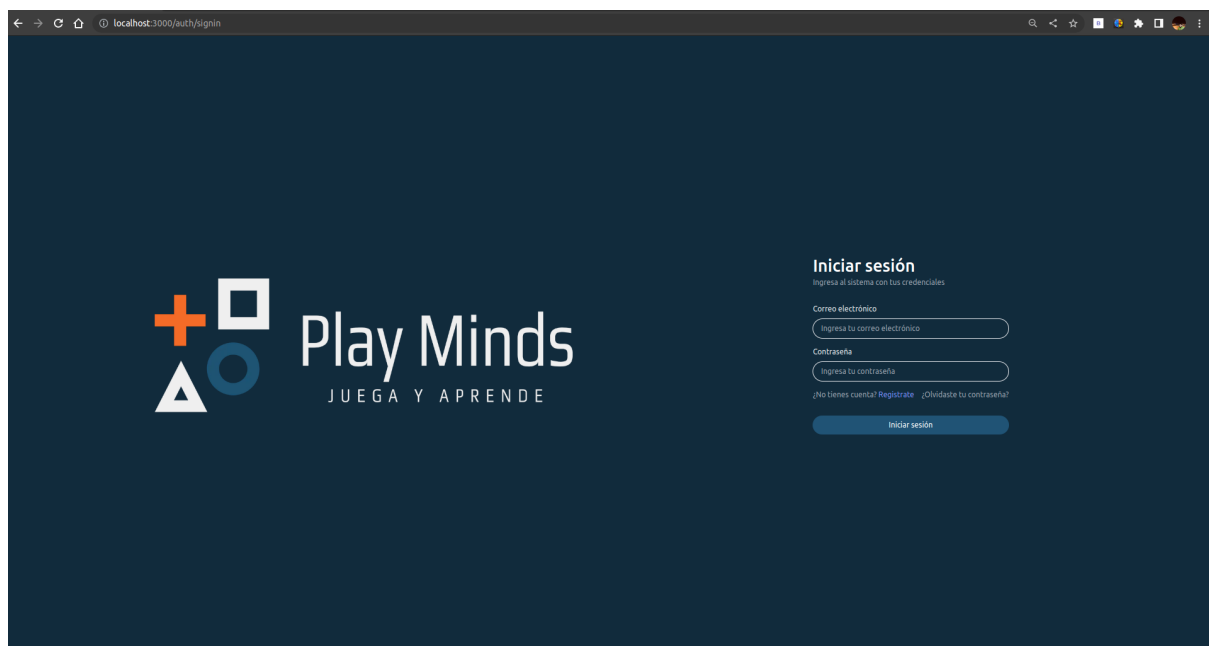 localhost:3000/auth/signin
Play Minds
JUEGA Y APRENDE
Iniciar sesión
Ingresa al sistema con tus credenciales
Correo electrónico
Ingresa tu correo electrónico
Contraseña
Ingresa tu contraseña
¿No tienes cuenta? Regístrate ¿Olvidaste tu contraseña?
Iniciar sesión